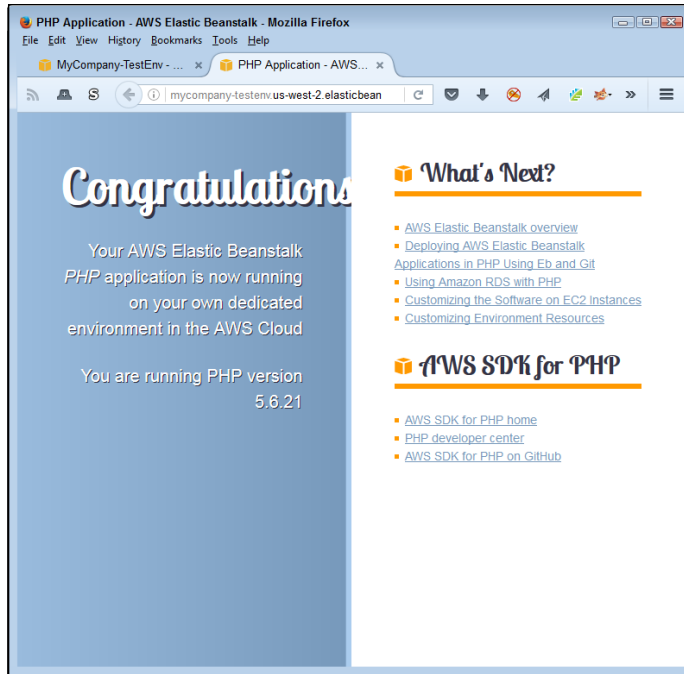 PHP Application - AWS Elastic Beanstalk - Mozilla Firefox
File Edit View History Bookmarks Tools Help
MyCompany-TestEnv - ... × PHP Application - AWS... ×
S mycompany-testenv.us-west-2.elasticbean
Congratulations
Your AWS Elastic Beanstalk
PHP application is now running
on your own dedicated
environment in the AWS Cloud
You are running PHP version
5.6.21
What's Next?
AWS Elastic Beanstalk overview
Deploying AWS Elastic Beanstalk
Applications in PHP Using Eb and Git
Using Amazon RDS with PHP
Customizing the Software on EC2 Instances
Customizing Environment Resources
AWS SDK for PHP
AWS SDK for PHP home
PHP developer center
AWS SDK for PHP on GitHub